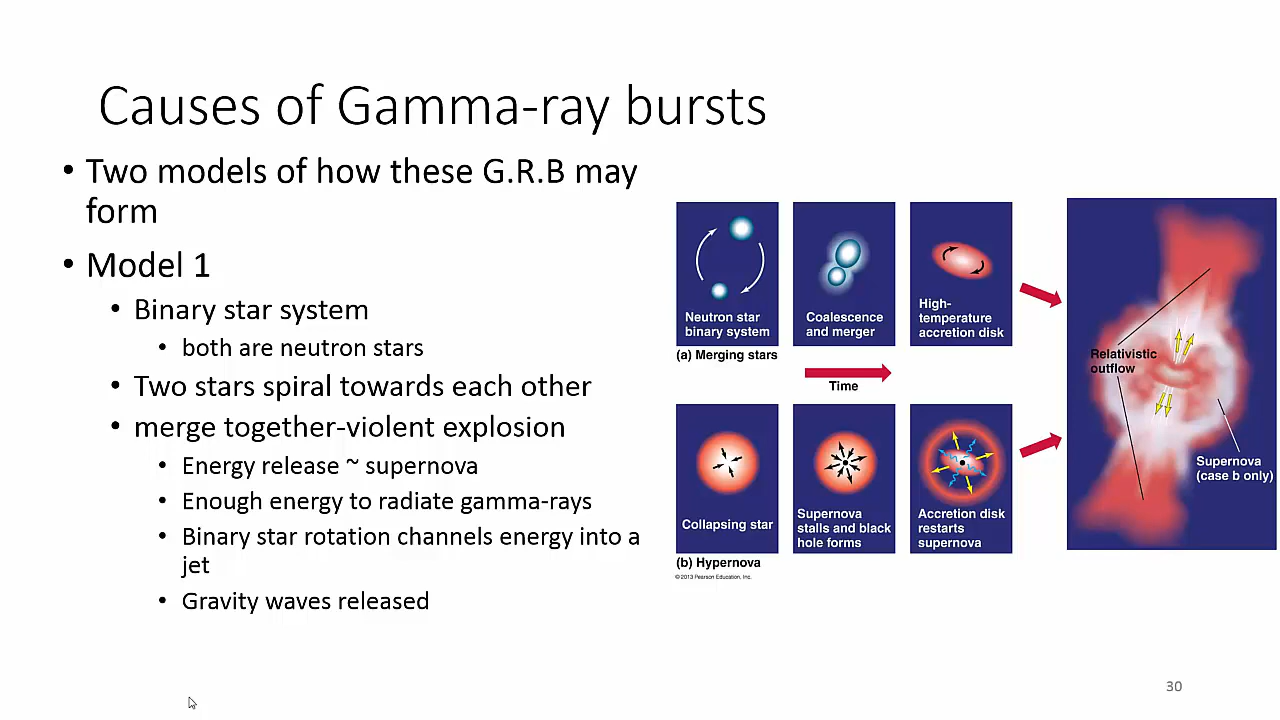 Causes of Gamma-ray bursts
• Two models of how these G.R.B may
form
• Model 1
• Binary star system
• both are neutron stars
• Two stars spiral towards each other
• merge together-violent explosion
• Energy release ~ supernova
• Enough energy to radiate gamma-rays
• Binary star rotation channels energy into a
jet
• Gravity waves released
Neutron star
binary system
Coalescence
and merger
High-
temperature
accretion disk
(a) Merging stars
Time
Collapsing star
Supernova
stalls and black
hole forms
Accretion disk
restarts
supernova
(b) Hypernova
© 2013 Pearson Education, Inc.
Relativistic
outflow
Supernova
(case b only)
30